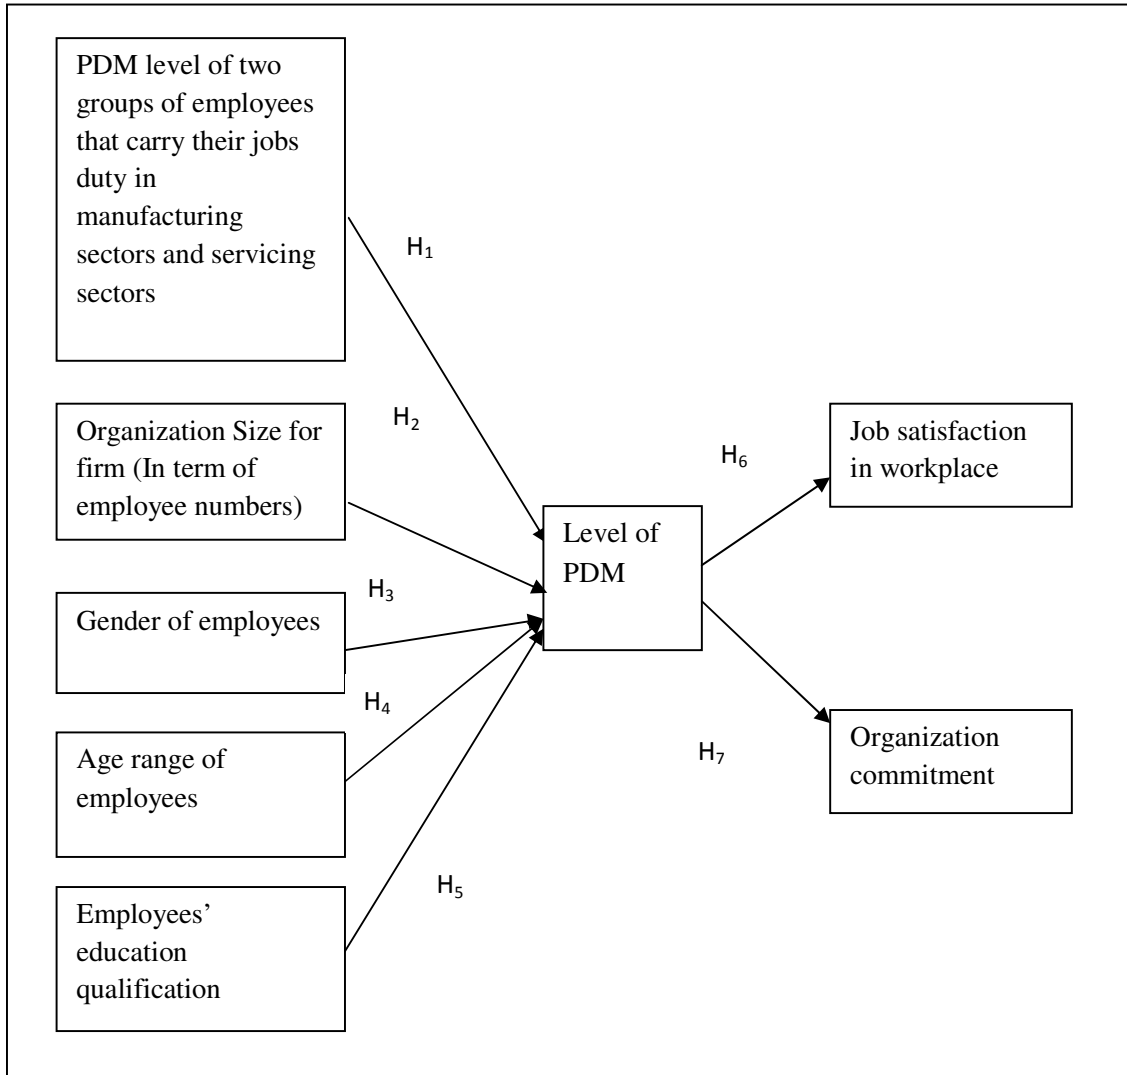 PDM level of two
groups of employees
that carry their jobs
duty in
manufacturing
sectors and servicing
sectors
H₁
Organization Size for
firm (In term of
employee numbers)
H₂
Gender of employees
H₃
Age range of
employees
H₄
Employees’
education
qualification
H₅
Level of
PDM
H₆
Job satisfaction
in workplace
H₇
Organization
commitment